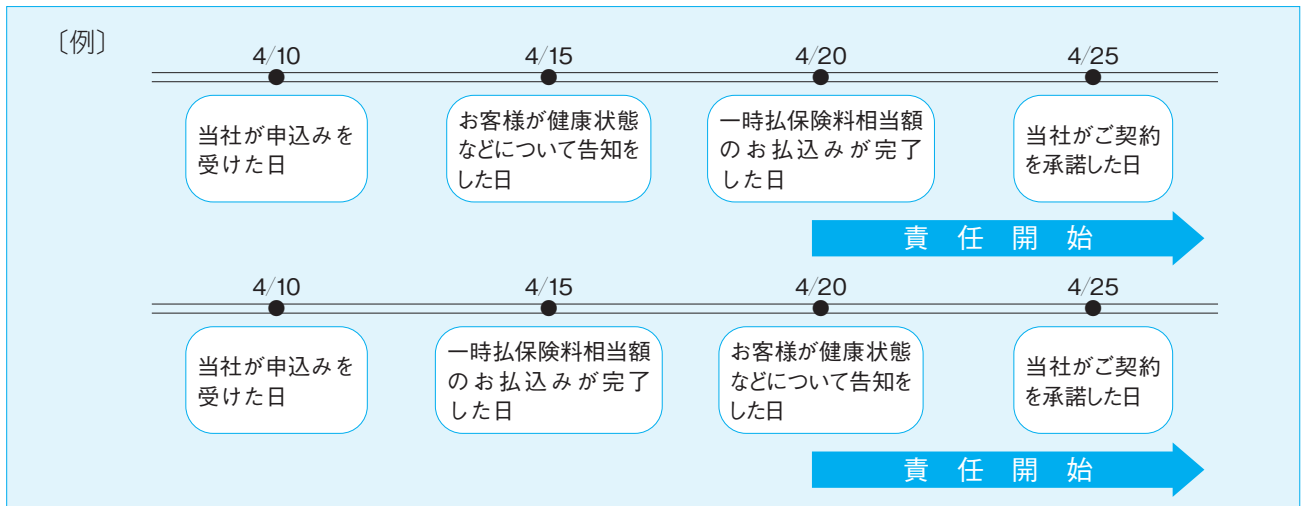 〔例〕
4/10 4/15 4/20 4/25
当社が申込みを
受けた日
お客様が健康状態
などについて告知を
した日
一時払保険料相当額
のお払込みが完了
した日
当社がご契約
を承諾した日
責任開始
4/10 4/15 4/20 4/25
当社が申込みを
受けた日
一時払保険料相当額
のお払込みが完了
した日
お客様が健康状態
などについて告知を
した日
当社がご契約
を承諾した日
責任開始